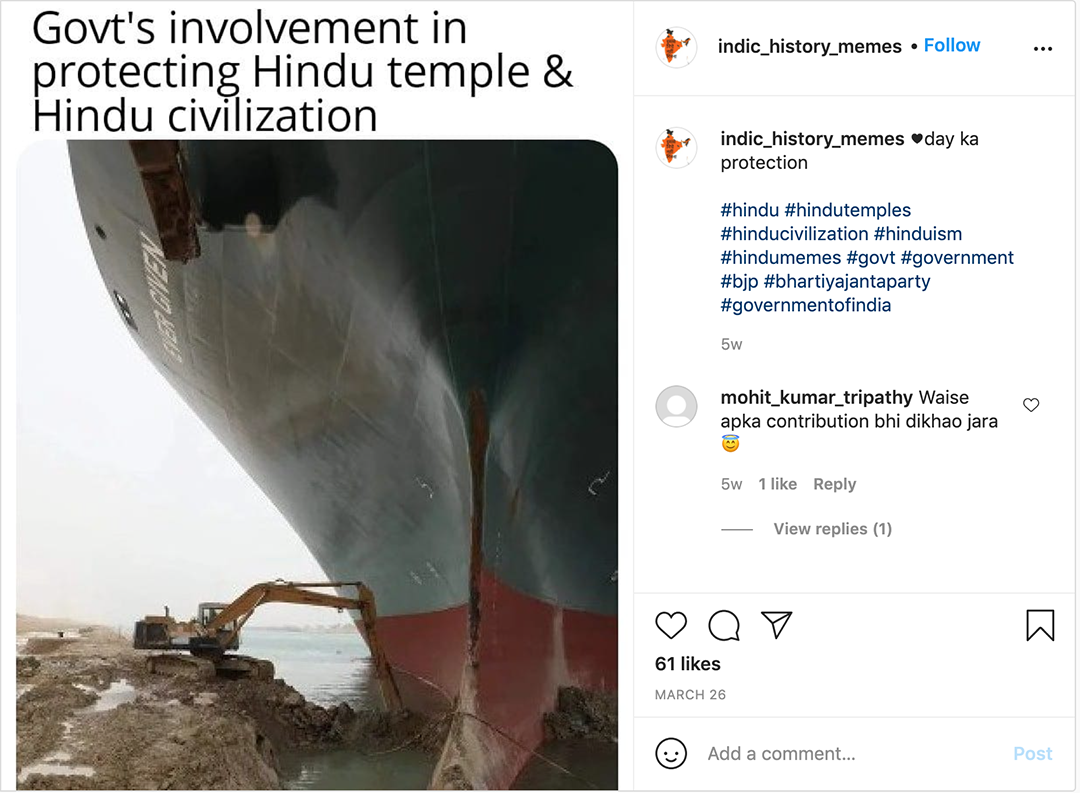 Govt's involvement in
protecting Hindu temple &
Hindu civilization
EVER GIVEN
indic_history_memes • Follow
indic_history_memes 🖤day ka
protection
#hindu #hindutemples
#hinducivilization #hinduism
#hindumemes #govt #government
#bjp #bhartiyajantaparty
#governmentofindia
5w
mohit_kumar_tripathy Waise
apka contribution bhi dikhao jara
😇
5w 1 like Reply
View replies (1)
61 likes
MARCH 26
Add a comment... Post